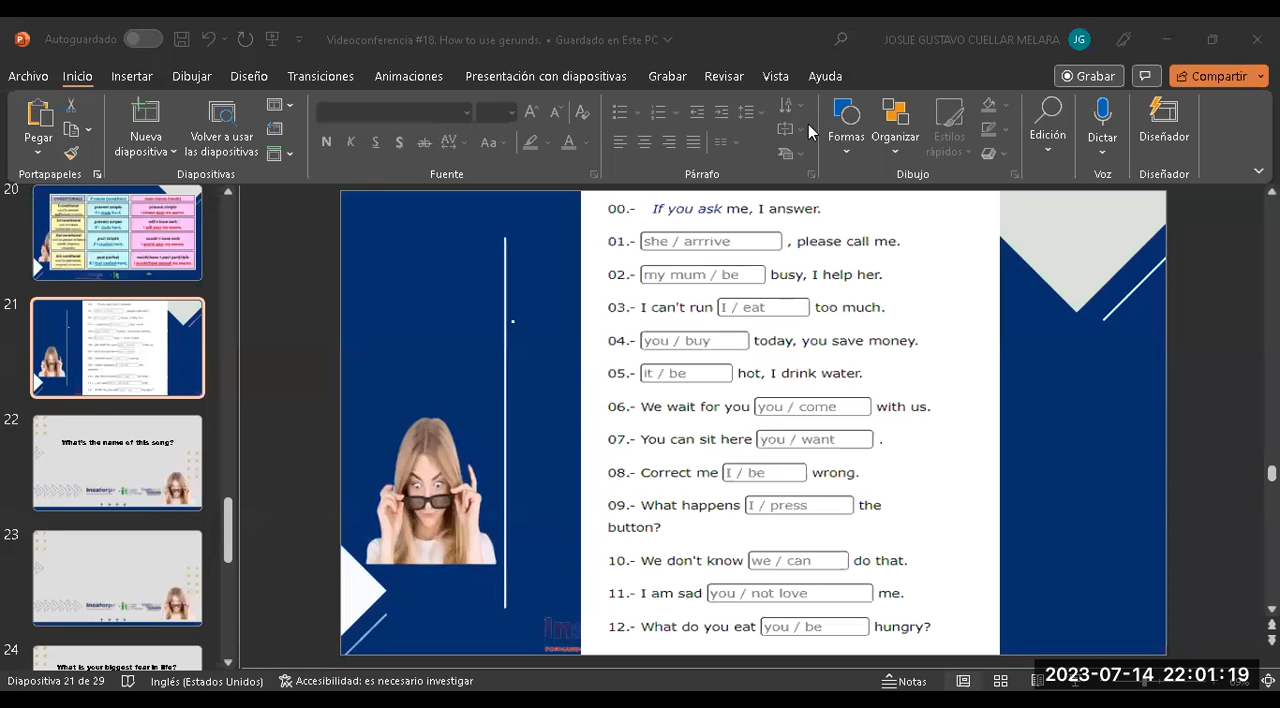 Autoguardado
Videoconferencia #18. How to use gerunds. • Guardado en Este PC
JOSUE GUSTAVO CUELLAR MELARA
JG
Archivo Inicio Insertar Dibujar Diseño Transiciones Animaciones Presentación con diapositivas Grabar Revisar Vista Ayuda
Grabar
Compartir
Pegar
Nueva diapositiva
Volver a usar las diapositivas
N K S S ab AV Aa A
Formas
Organizar
Estilos rápidos
Edición
Dictar
Diseñador
Portapapeles
Diapositivas
Fuente
Párrafo
Dibujo
Voz
Diseñador
20
21
22
What's the name of this song?
23
24
What is your biggest fear in life?
00.- If you ask me, I answer.
01.- she / arrrive , please call me.
02.- my mum / be busy, I help her.
03.- I can't run I / eat too much.
04.- you / buy today, you save money.
05.- it / be hot, I drink water.
06.- We wait for you you / come with us.
07.- You can sit here you / want .
08.- Correct me I / be wrong.
09.- What happens I / press the
button?
10.- We don't know we / can do that.
11.- I am sad you / not love me.
12.- What do you eat you / be hungry?
Diapositiva 21 de 29
Inglés (Estados Unidos)
Accesibilidad: es necesario investigar
Notas
2023-07-14 22:01:19